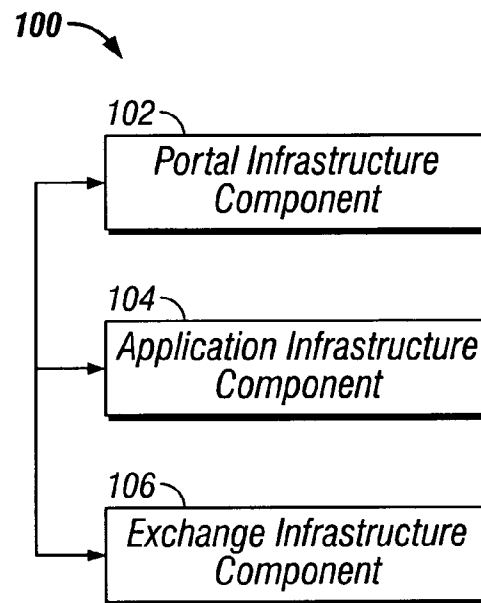 100
102
Portal Infrastructure
Component
104
Application Infrastructure
Component
106
Exchange Infrastructure
Component